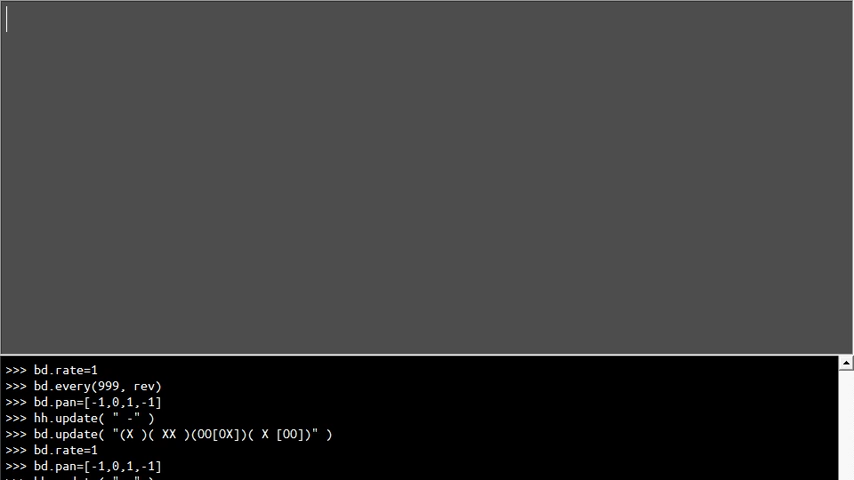 >>> bd.rate=1
>>> bd.every(999, rev)
>>> bd.pan=[-1,0,1,-1]
>>> hh.update( " -" )
>>> bd.update( "(X )( XX )(OO[OX])( X [OO])" )
>>> bd.rate=1
>>> bd.pan=[-1,0,1,-1]